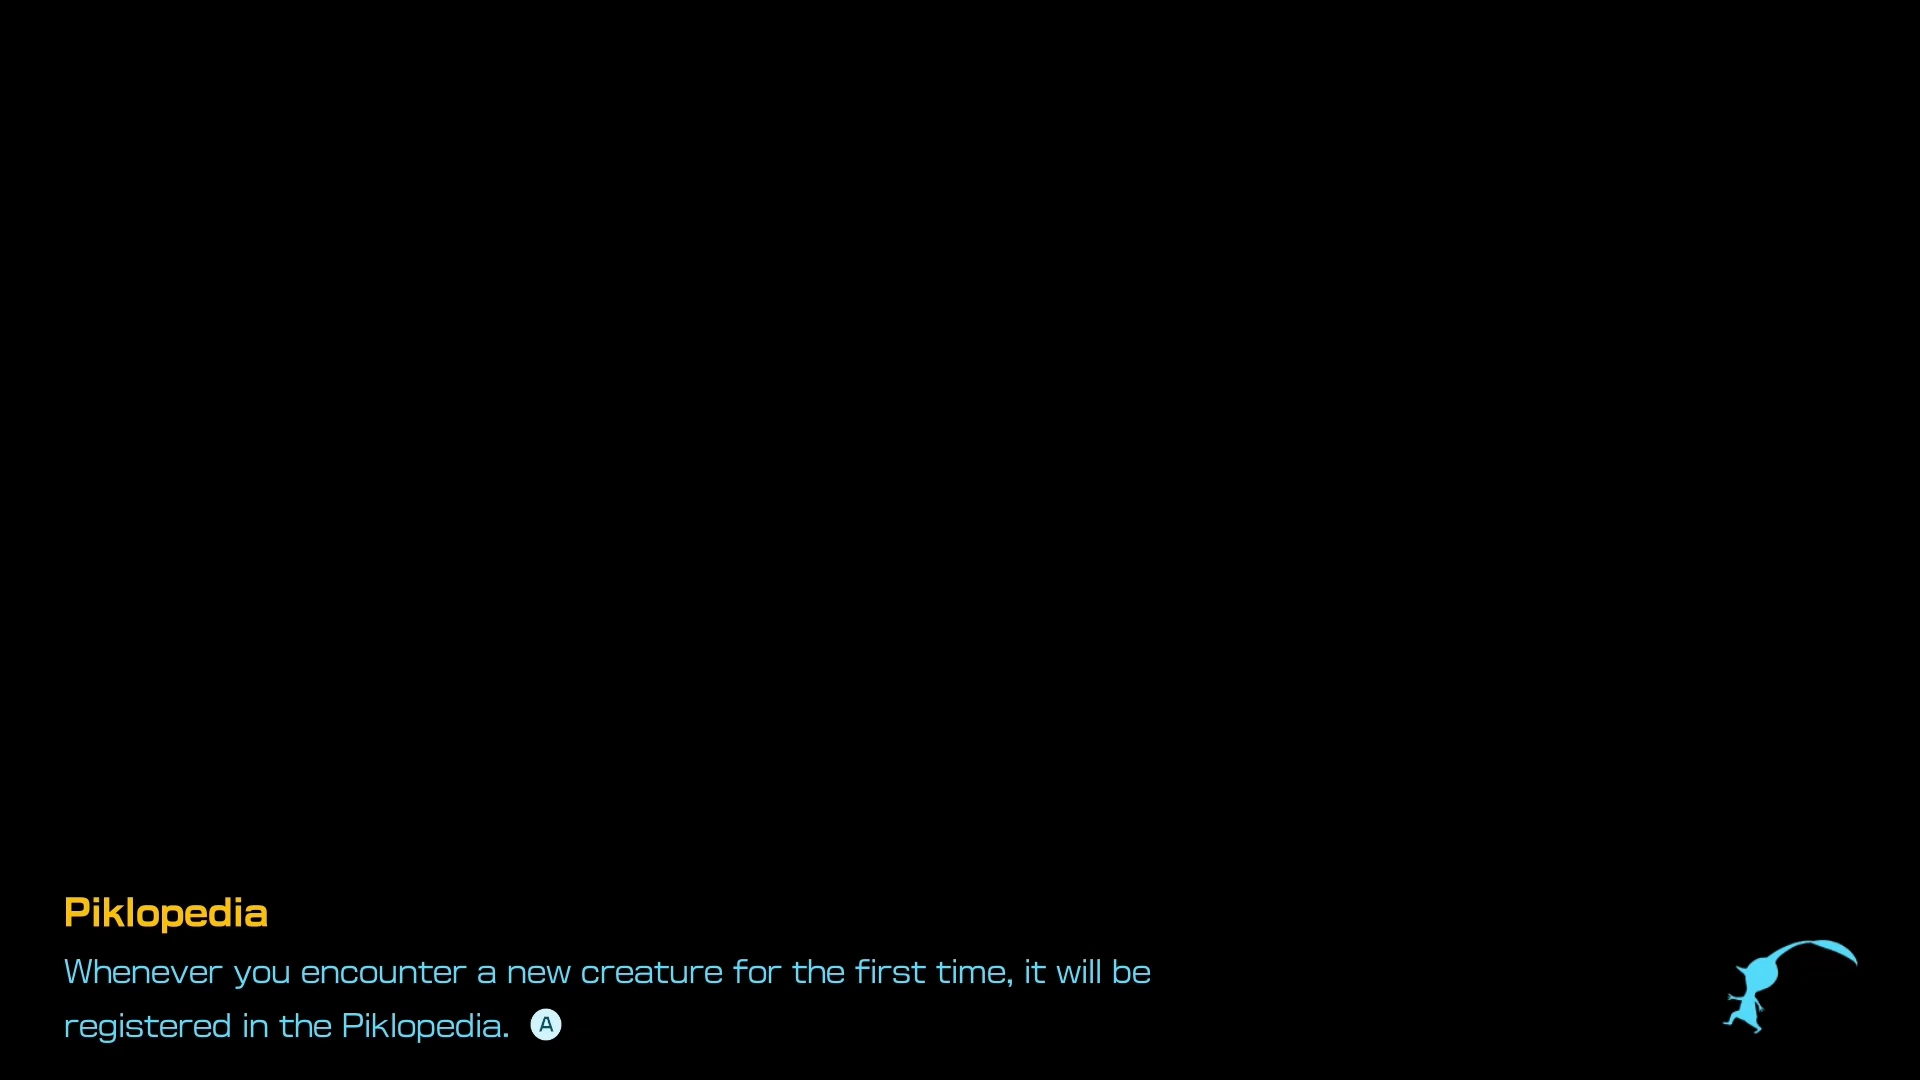 Piklopedia
Whenever you encounter a new creature for the first time, it will be
registered in the Piklopedia. A